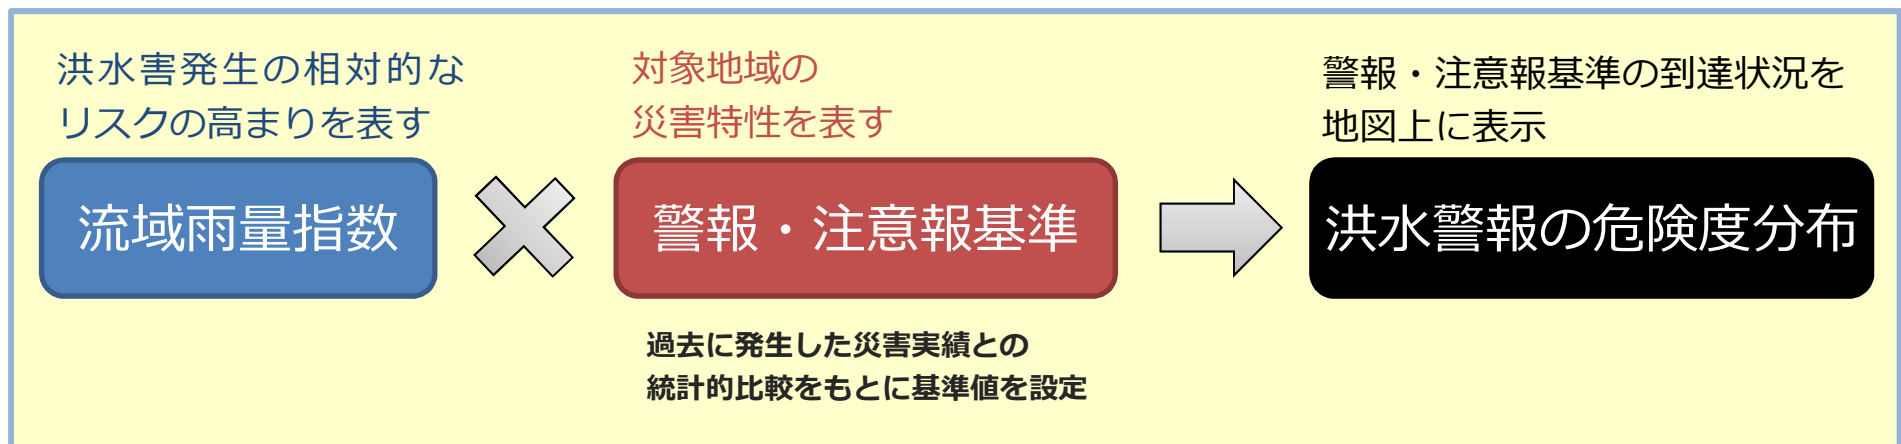 洪水害発生の相対的な
リスクの高まりを表す
流域雨量指数
対象地域の
災害特性を表す
警報・注意報基準
過去に発生した災害実績との
統計的比較をもとに基準値を設定
警報・注意報基準の到達状況を
地図上に表示
洪水警報の危険度分布